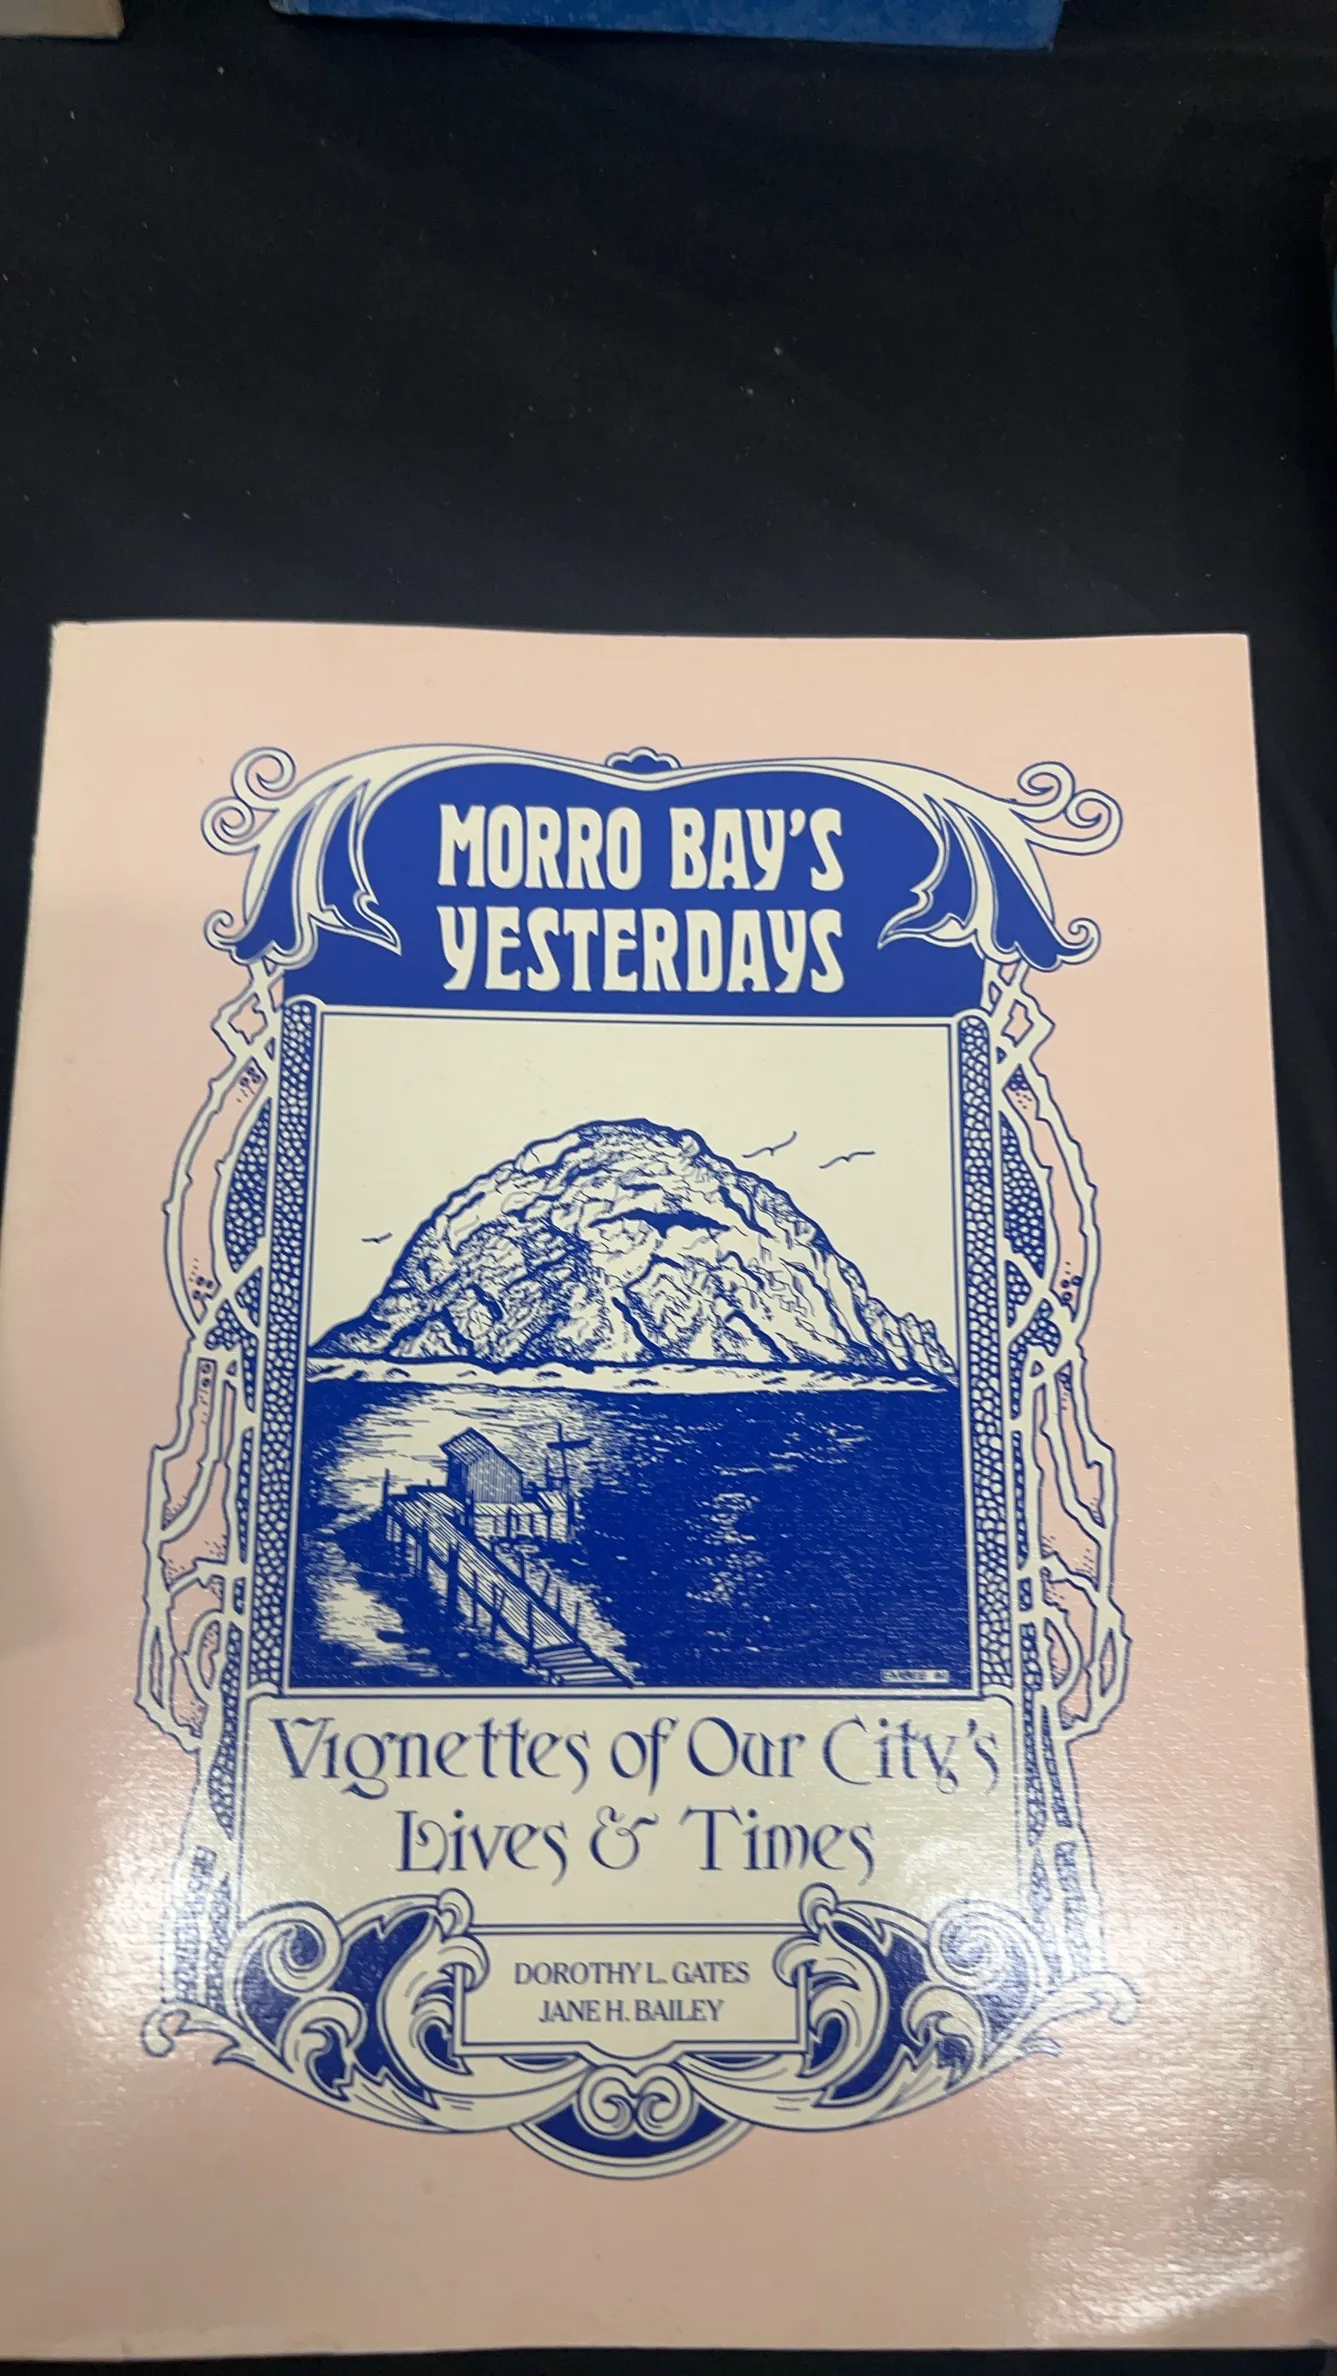 MORRO BAY'S
YESTERDAYS
Vignettes of Our City's
Lives & Times
DOROTHY L. GATES
JANE H. BAILEY